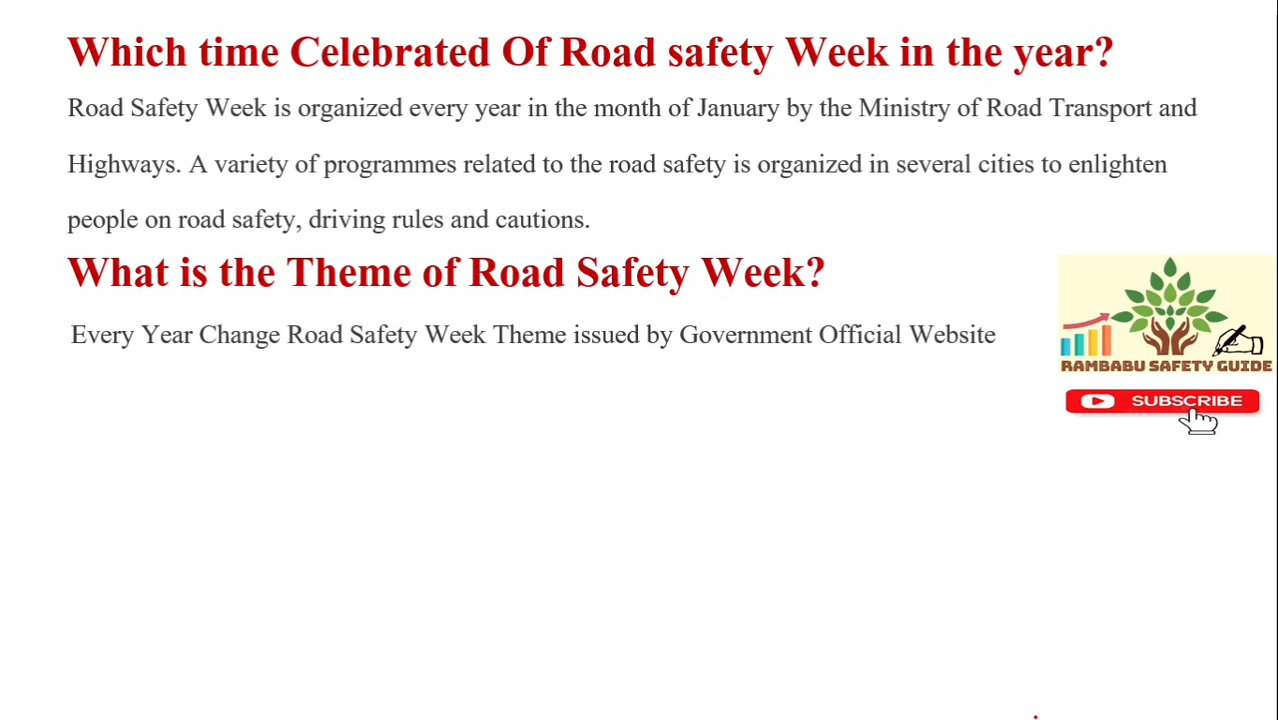 Which time Celebrated Of Road safety Week in the year?
Road Safety Week is organized every year in the month of January by the Ministry of Road Transport and
Highways. A variety of programmes related to the road safety is organized in several cities to enlighten
people on road safety, driving rules and cautions.
What is the Theme of Road Safety Week?
Every Year Change Road Safety Week Theme issued by Government Official Website
RAMBABU SAFETY GUIDE
SUBSCRIBE